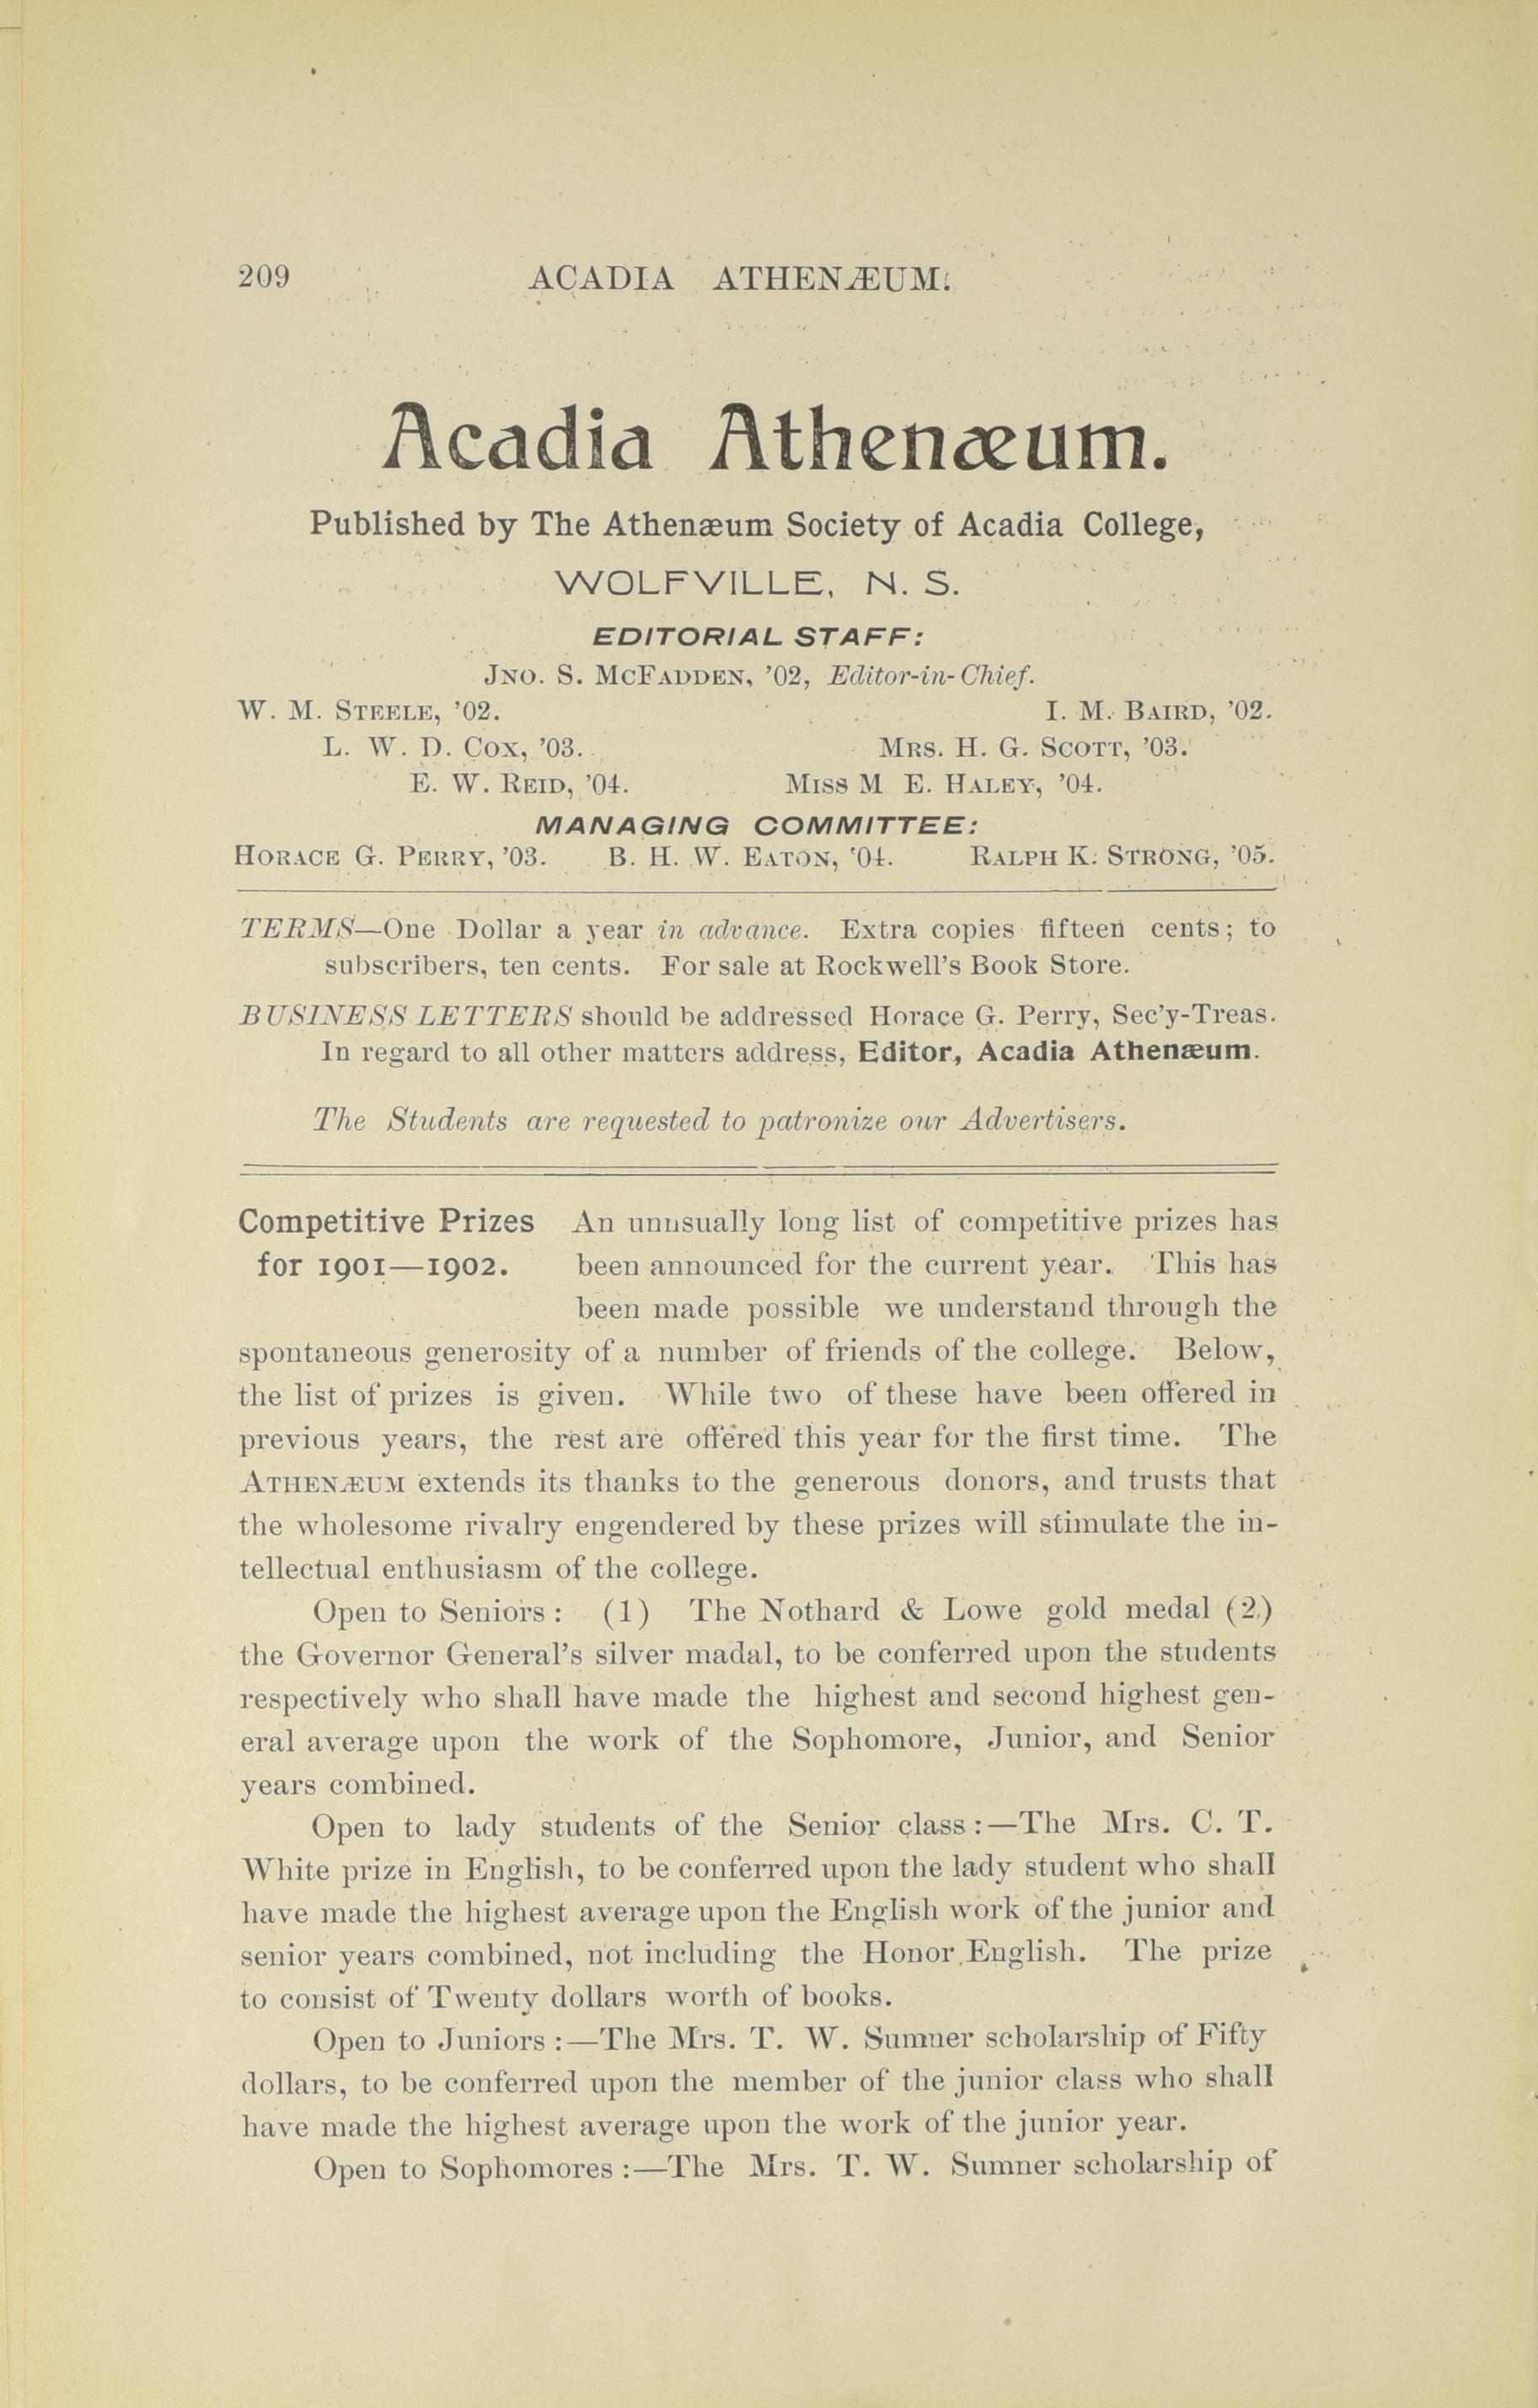 209 ACADIA ATHENÆUM.
Acadia Athenæum.
Published by The Athenæum Society of Acadia College,
WOLFVILLE, N. S.
EDITORIAL STAFF:
JNO. S. MCFADDEN, ’02, Editor-in-Chief.
W. M. STEELE, ’02. I. M. BAIRD, ’02.
L. W. D. COX, ’03. MRS. H. G. SCOTT, ’03.
E. W. REID, ’04. MISS M E. HALEY, ’04.
MANAGING COMMITTEE:
HORACE G. PERRY, ’03. B. H. W. EATON, ‘04. RALPH K. STRONG, ’05.
TERMS—One Dollar a year in advance. Extra copies fifteen cents; to
subscribers, ten cents. For sale at Rockwell’s Book Store.
BUSINESS LETTERS should be addressed Horace G. Perry, Sec’y-Treas.
In regard to all other matters address, Editor, Acadia Athenæum.
The Students are requested to patronize our Advertisers.
Competitive Prizes An unusually long list of competitive prizes has
for 1901—1902. been announced for the current year. This has
been made possible we understand through the
spontaneous generosity of a number of friends of the college. Below,
the list of prizes is given. While two of these have been offered in
previous years, the rest are offered this year for the first time. The
ATHENÆUM extends its thanks to the generous donors, and trusts that
the wholesome rivalry engendered by these prizes will stimulate the in-
tellectual enthusiasm of the college.
Open to Seniors: (1) The Nothard & Lowe gold medal (2.)
the Governor General’s silver madal, to be conferred upon the students
respectively who shall have made the highest and second highest gen-
eral average upon the work of the Sophomore, Junior, and Senior
years combined.
Open to lady students of the Senior class:—The Mrs. C. T.
White prize in English, to be conferred upon the lady student who shall
have made the highest average upon the English work of the junior and
senior years combined, not including the Honor English. The prize
to consist of Twenty dollars worth of books.
Open to Juniors:—The Mrs. T. W. Sumner scholarship of Fifty
dollars, to be conferred upon the member of the junior class who shall
have made the highest average upon the work of the junior year.
Open to Sophomores:—The Mrs. T. W. Sumner scholarship of